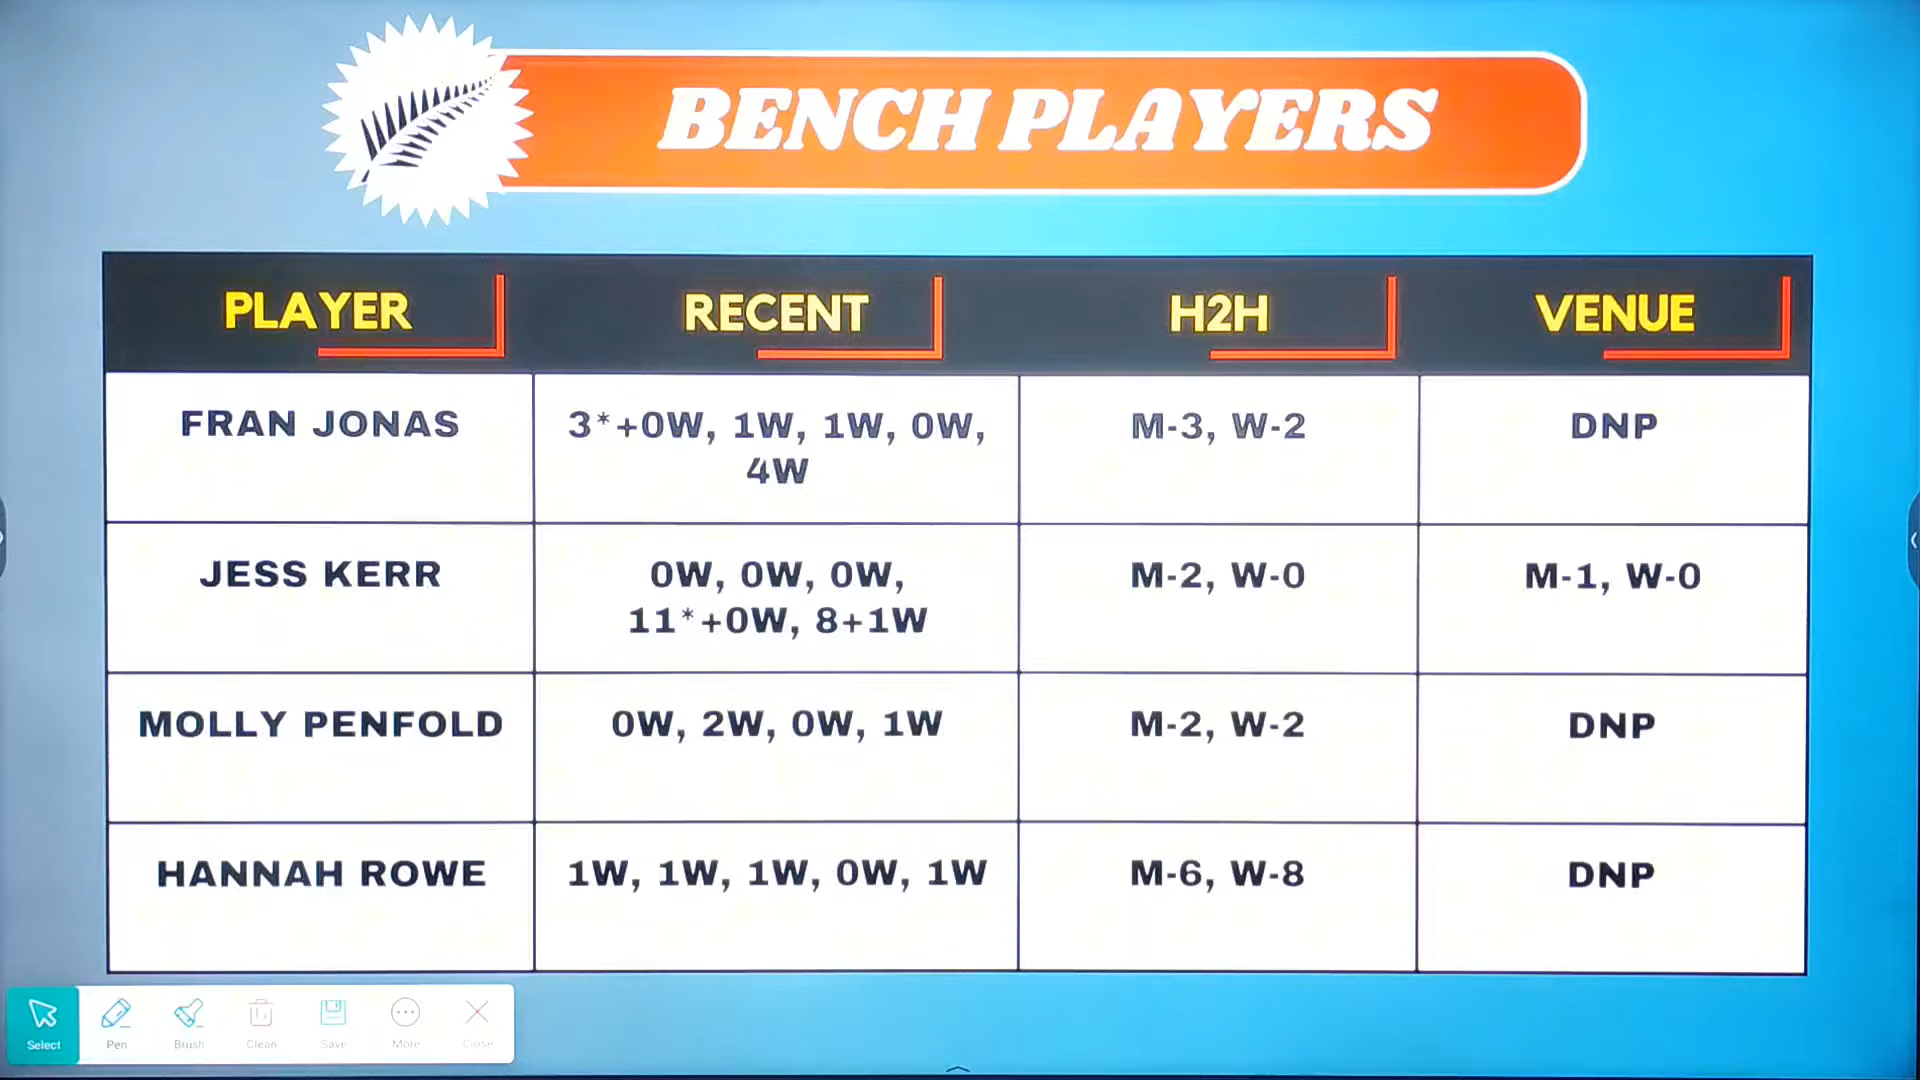 BENCH PLAYERS
PLAYER RECENT H2H VENUE
FRAN JONAS 3*+0W, 1W, 1W, 0W, M-3, W-2 DNP
4W
JESS KERR 0W, 0W, 0W, M-2, W-0 M-1, W-0
11*+0W, 8+1W
MOLLY PENFOLD 0W, 2W, 0W, 1W M-2, W-2 DNP
HANNAH ROWE 1W, 1W, 1W, 0W, 1W M-6, W-8 DNP
Select Pen Brush Clean Save More Close